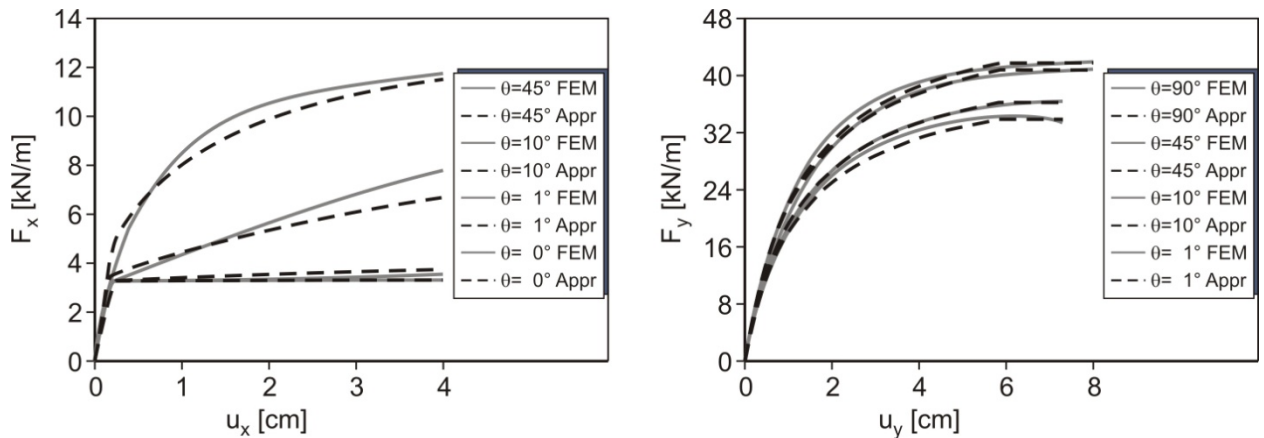 14
12
10
8
6
4
2
0
F_x [kN/m]
0 1 2 3 4
u_x [cm]
θ=45° FEM
θ=45° Appr
θ=10° FEM
θ=10° Appr
θ= 1° FEM
θ= 1° Appr
θ= 0° FEM
θ= 0° Appr
48
40
32
24
16
8
0
F_y [kN/m]
0 2 4 6 8
u_y [cm]
θ=90° FEM
θ=90° Appr
θ=45° FEM
θ=45° Appr
θ=10° FEM
θ=10° Appr
θ= 1° FEM
θ= 1° Appr